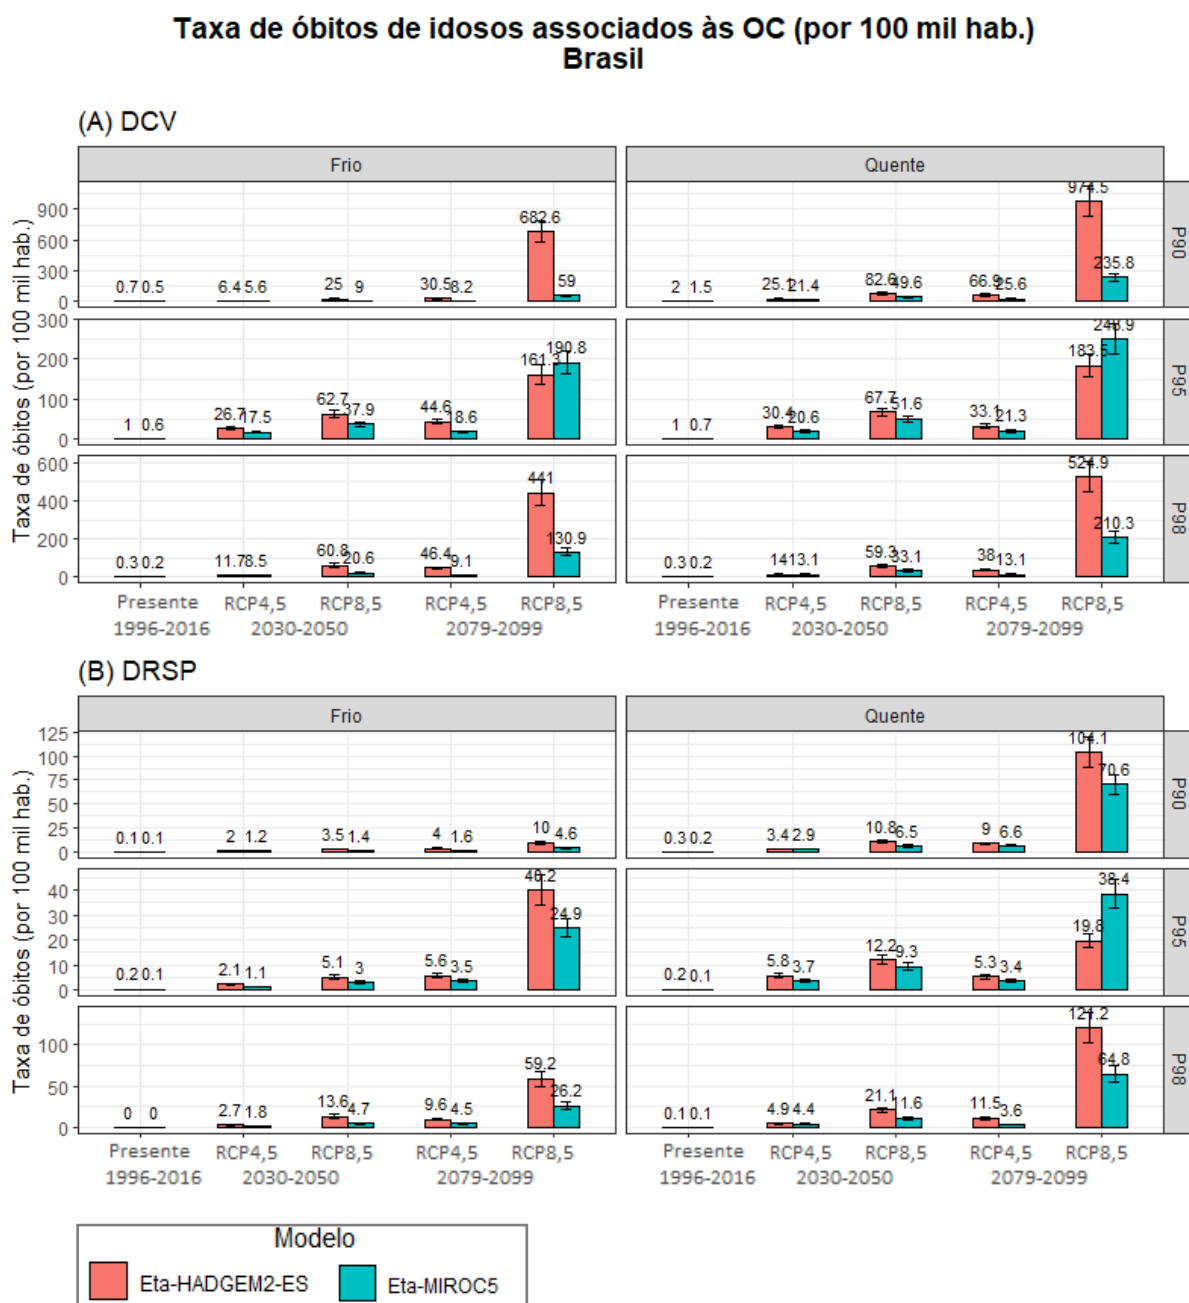 Taxa de óbitos de idosos associados às OC (por 100 mil hab.)
Brasil
(A) DCV
Frio Quente
Taxa de óbitos (por 100 mil hab.)
900
600
300
0
0.7 0.5 6.4 5.6 25 9 30.5 8.2 682.6 59
2 1.5 25.1 21.4 82.6 49.6 66.9 25.6 974.5 235.8
P90
300
200
100
0
1 0.6 26.7 17.5 62.7 37.9 44.6 18.6 161.3 190.8
1 0.7 30.4 20.6 67.7 51.6 33.1 21.3 183.5 248.9
P95
600
400
200
0
0.3 0.2 11.7 8.5 60.8 20.6 46.4 9.1 441 130.9
0.3 0.2 14 13.1 59.3 33.1 38 13.1 524.9 210.3
P98
Presente RCP4,5 RCP8,5 RCP4,5 RCP8,5 Presente RCP4,5 RCP8,5 RCP4,5 RCP8,5
1996-2016 2030-2050 2079-2099 1996-2016 2030-2050 2079-2099
(B) DRSP
Frio Quente
Taxa de óbitos (por 100 mil hab.)
125
100
75
50
25
0
0.1 0.1 2 1.2 3.5 1.4 4 1.6 10 4.6
0.3 0.2 3.4 2.9 10.8 6.5 9 6.6 104.1 70.6
P90
40
30
20
10
0
0.2 0.1 2.1 1.1 5.1 3 5.6 3.5 40.2 24.9
0.2 0.1 5.8 3.7 12.2 9.3 5.3 3.4 19.8 38.4
P95
100
50
0
0 0 2.7 1.8 13.6 4.7 9.6 4.5 59.2 26.2
0.1 0.1 4.9 4.4 21.1 11.6 11.5 3.6 64.8
P98
Presente RCP4,5 RCP8,5 RCP4,5 RCP8,5 Presente RCP4,5 RCP8,5 RCP4,5 RCP8,5
1996-2016 2030-2050 2079-2099 1996-2016 2030-2050 2079-2099
Modelo
Eta-HADGEM2-ES Eta-MIROC5